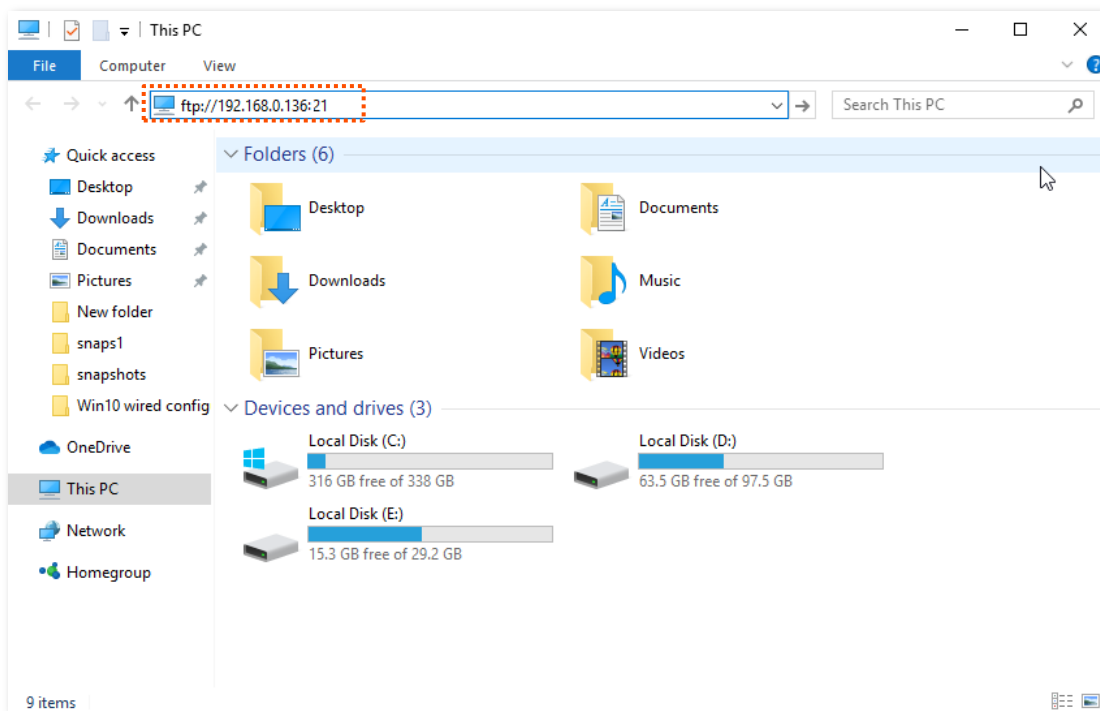 This PC
File Computer View
ftp://192.168.0.136:21
Search This PC
Quick access
Desktop
Downloads
Documents
Pictures
New folder
snaps1
snapshots
Win10 wired config
OneDrive
This PC
Network
Homegroup
Folders (6)
Desktop
Documents
Downloads
Music
Pictures
Videos
Devices and drives (3)
Local Disk (C:)
316 GB free of 338 GB
Local Disk (D:)
63.5 GB free of 97.5 GB
Local Disk (E:)
15.3 GB free of 29.2 GB
9 items